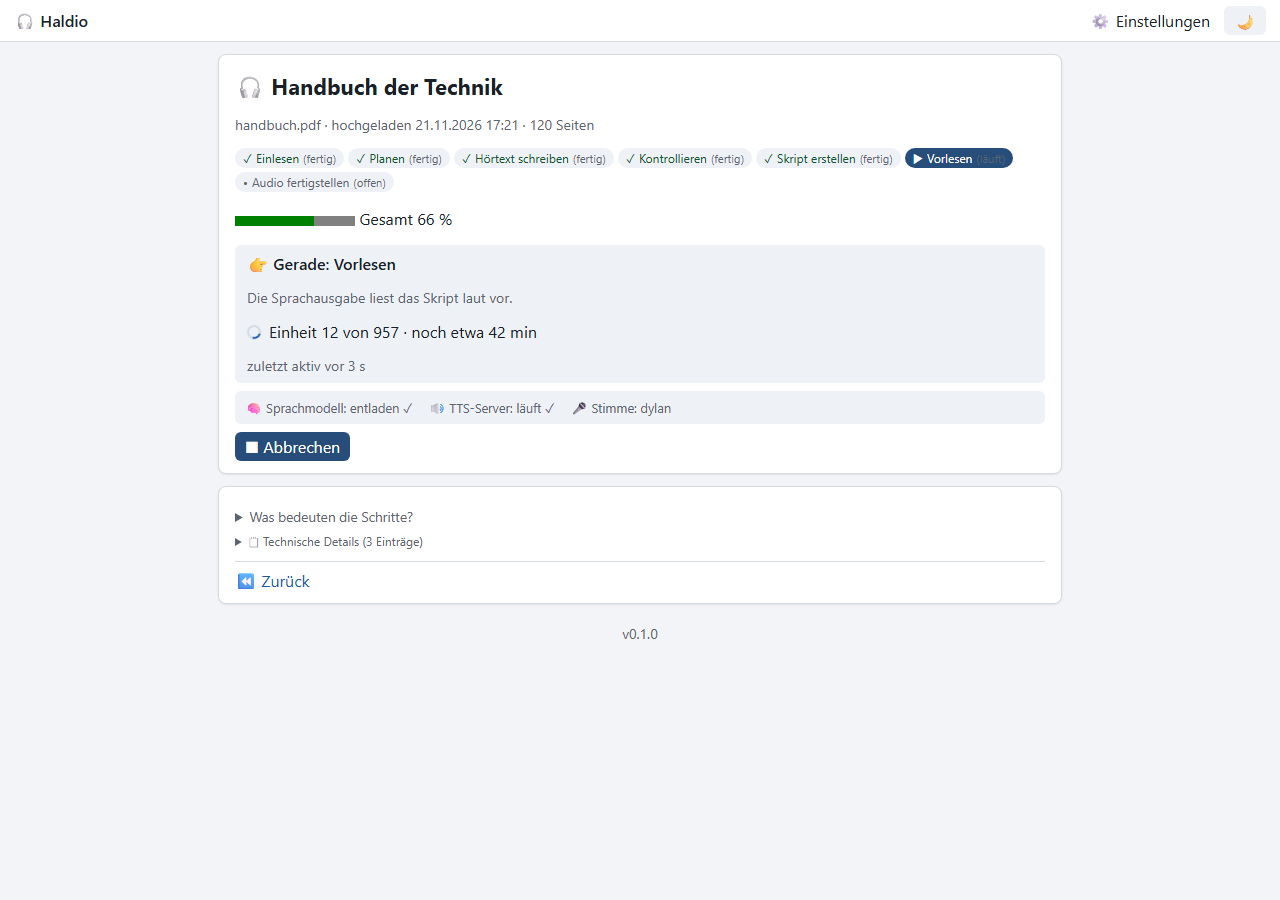 Haldio
Einstellungen
Handbuch der Technik
handbuch.pdf · hochgeladen 21.11.2026 17:21 · 120 Seiten
✓ Einlesen (fertig) ✓ Planen (fertig) ✓ Hörtext schreiben (fertig) ✓ Kontrollieren (fertig) ✓ Skript erstellen (fertig) ▶ Vorlesen (läuft)
• Audio fertigstellen (offen)
Gesamt 66 %
Gerade: Vorlesen
Die Sprachausgabe liest das Skript laut vor.
Einheit 12 von 957 · noch etwa 42 min
zuletzt aktiv vor 3 s
Sprachmodell: entladen ✓ TTS-Server: läuft ✓ Stimme: dylan
Abbrechen
Was bedeuten die Schritte?
Technische Details (3 Einträge)
Zurück
v0.1.0